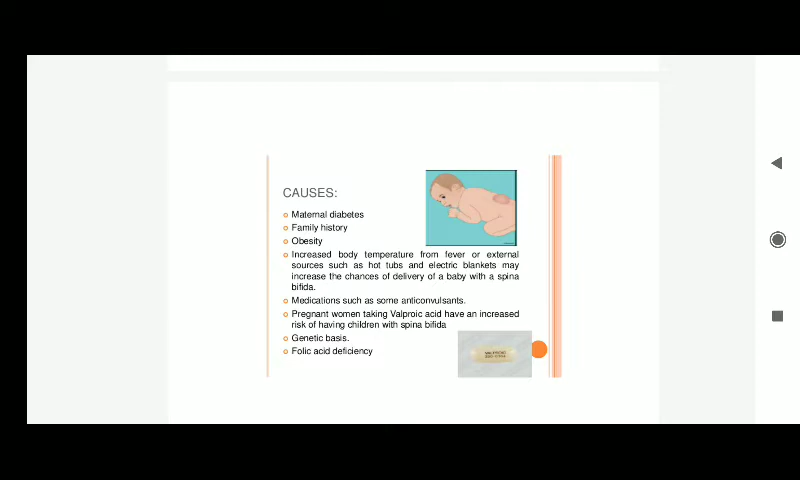 CAUSES:
Maternal diabetes
Family history
Obesity
Increased body temperature from fever or external
sources such as hot tubs and electric blankets may
increase the chances of delivery of a baby with a spina
bifida.
Medications such as some anticonvulsants.
Pregnant women taking Valproic acid have an increased
risk of having children with spina bifida
Genetic basis.
Folic acid deficiency